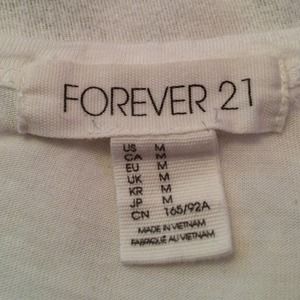 FOREVER 21
US M
CA M
EU M
UK M
KR M
JP M
CN 165/92A
MADE IN VIETNAM
FABRIQUÉ AU VIETNAM